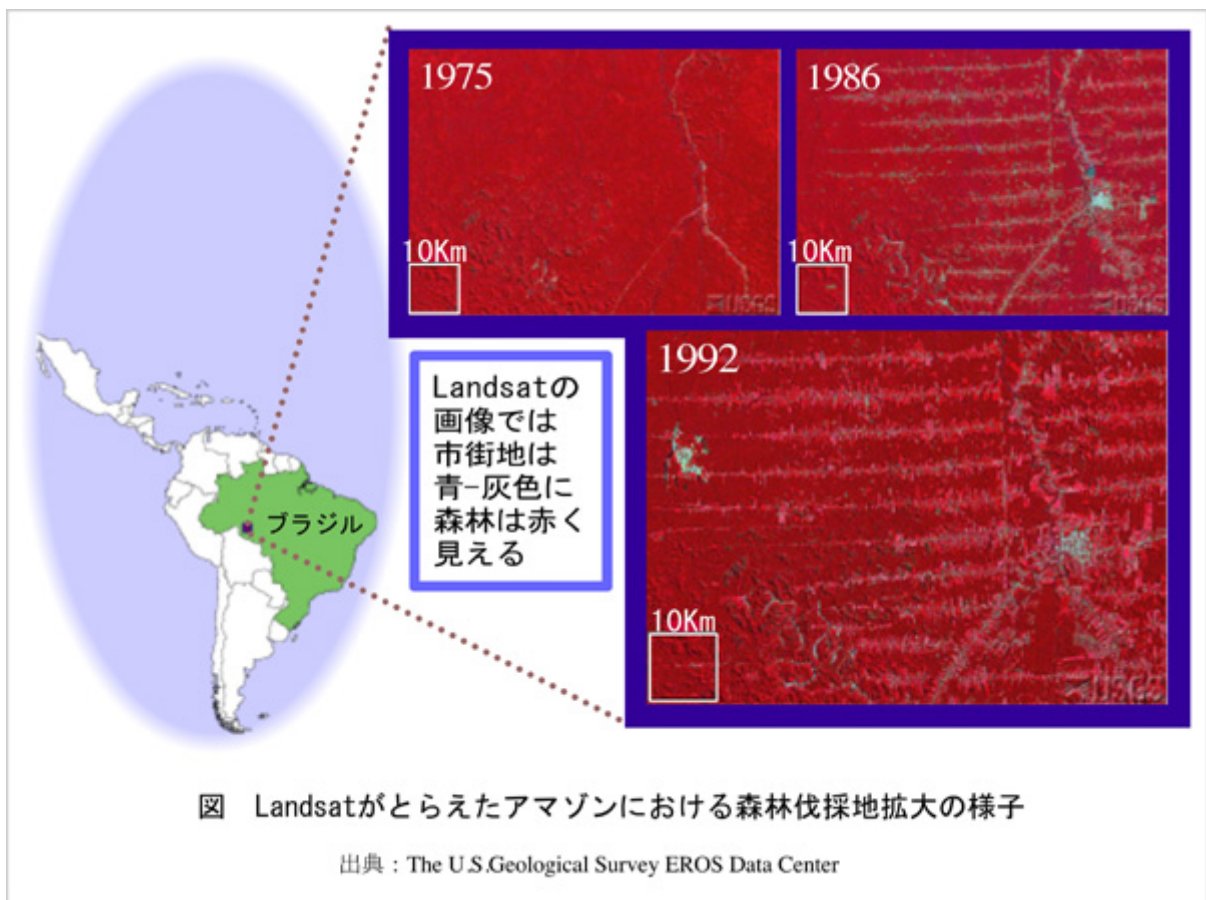 1975
10Km
USGS
1986
10Km
USGS
1992
10Km
USGS
Landsatの
画像では
市街地は
青-灰色に
森林は赤く
見える
ブラジル
図　Landsatがとらえたアマゾンにおける森林伐採地拡大の様子
出典：The U.S.Geological Survey EROS Data Center